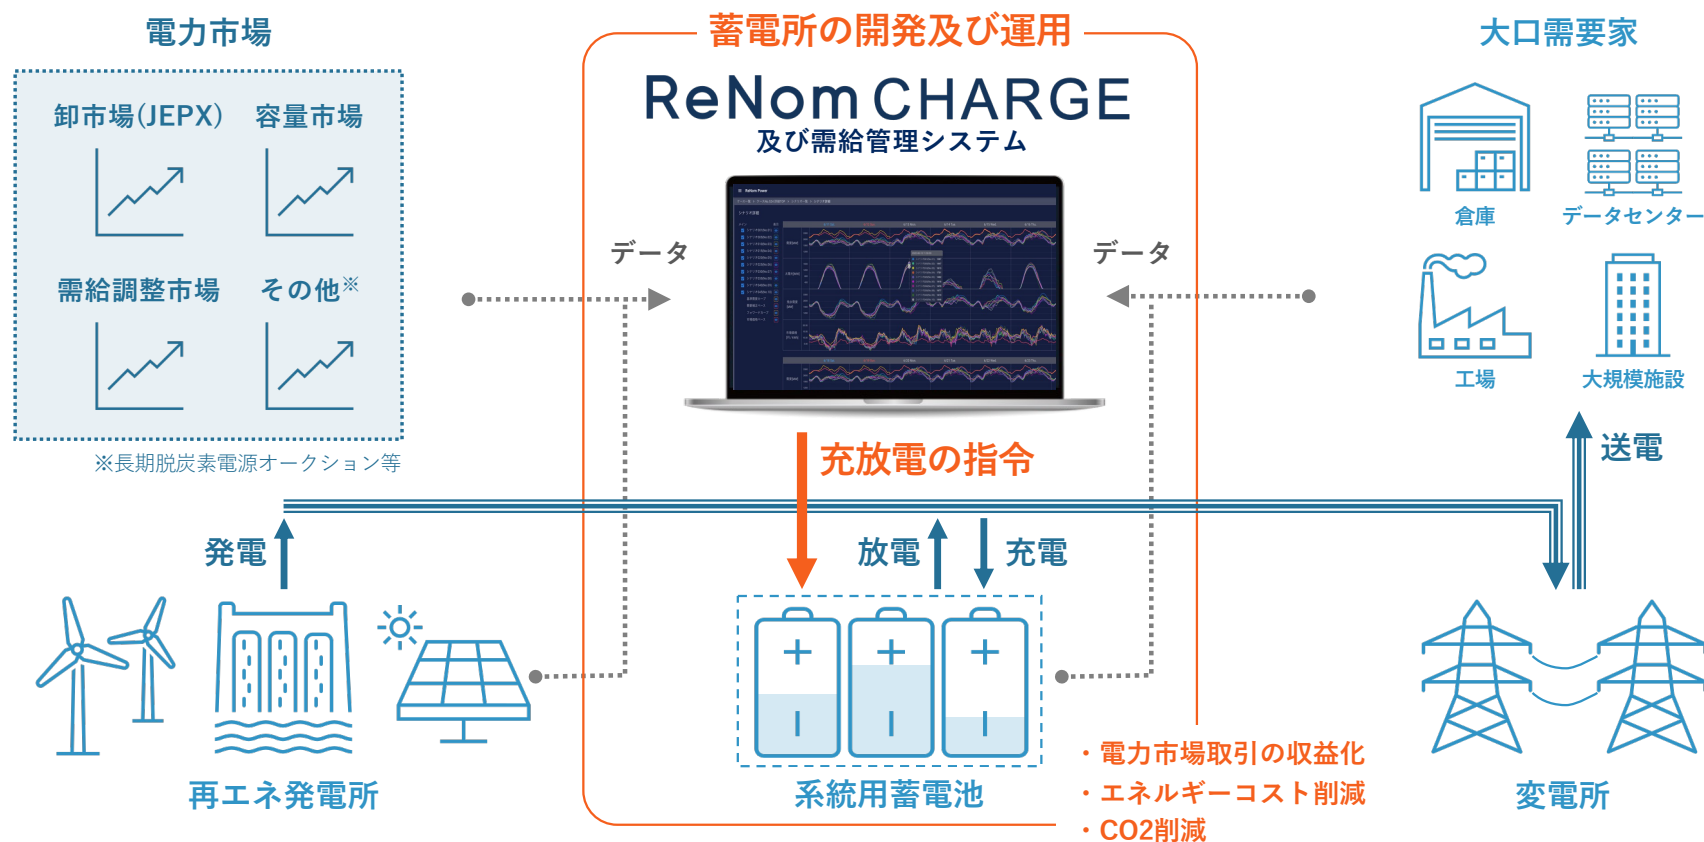 電力市場
卸市場(JEPX)
容量市場
需給調整市場
その他※
※長期脱炭素電源オークション等
蓄電所の開発及び運用
ReNom CHARGE
及び需給管理システム
ReNom Power
データ
データ
大口需要家
倉庫
データセンター
工場
大規模施設
充放電の指令
送電
発電
放電
充電
再エネ発電所
系統用蓄電池
・電力市場取引の収益化
・エネルギーコスト削減
・CO2削減
変電所